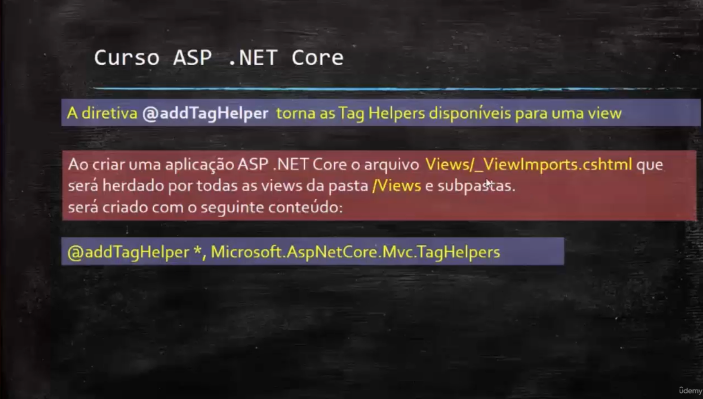 Curso ASP .NET Core
A diretiva @addTagHelper torna as Tag Helpers disponíveis para uma view
Ao criar uma aplicação ASP .NET Core o arquivo Views/_ViewImports.cshtml que
será herdado por todas as views da pasta /Views e subpastas.
será criado com o seguinte conteúdo:
@addTagHelper *, Microsoft.AspNetCore.Mvc.TagHelpers
ûdemy